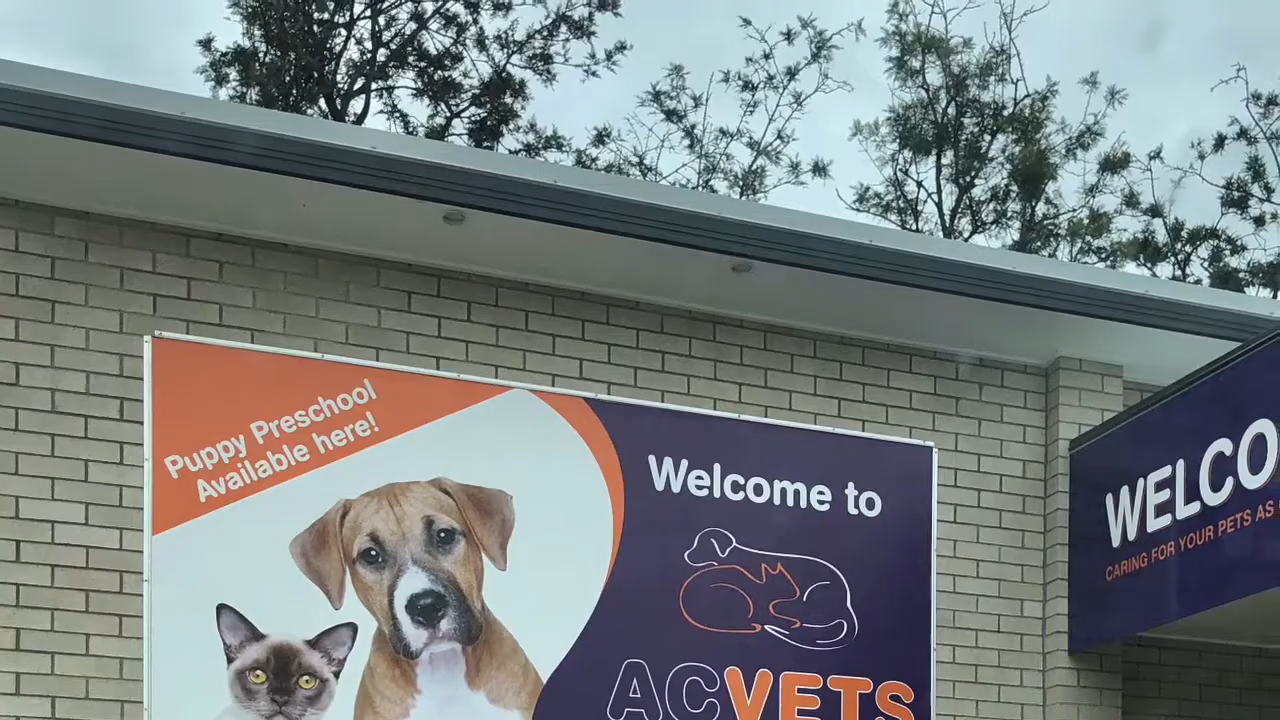 Puppy Preschool
Available here!
Welcome to
ACVETS
WELCO
CARING FOR YOUR PETS AS